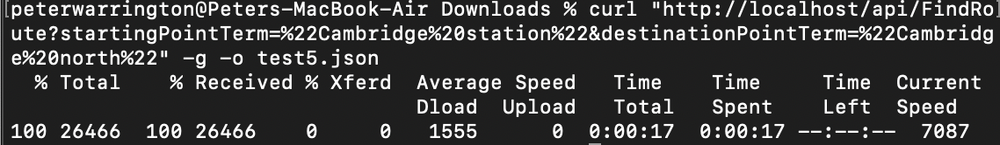 peterwarrington@Peters-MacBook-Air Downloads % curl "http://localhost/api/FindRo
ute?startingPointTerm=%22Cambridge%20station%22&destinationPointTerm=%22Cambridg
e%20north%22" -g -o test5.json
  % Total    % Received % Xferd  Average Speed   Time    Time     Time  Current
                                 Dload  Upload   Total   Spent    Left  Speed
100 26466  100 26466    0     0   1555      0  0:00:17  0:00:17 --:--:--  7087